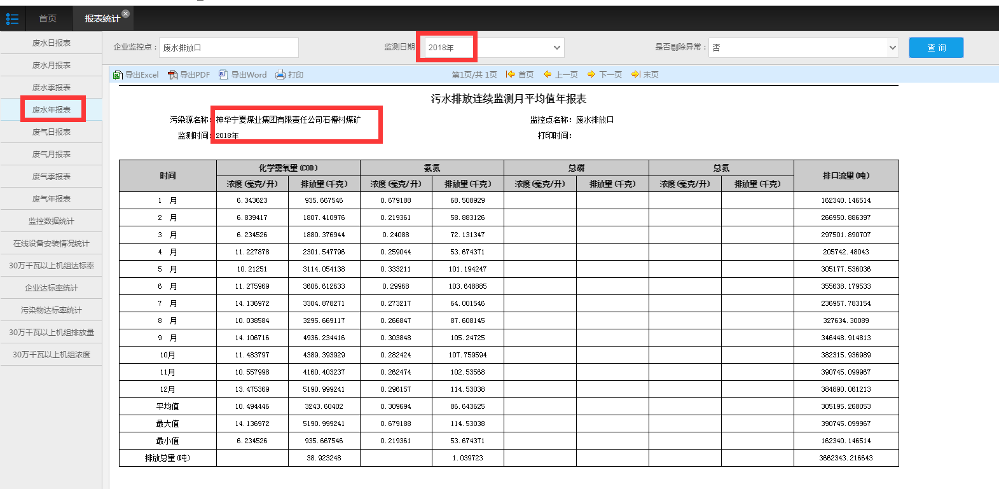 首页 报表统计
废水日报表
废水月报表
废水季报表
废水年报表
废气日报表
废气月报表
废气季报表
废气年报表
监控数据统计
在线设备安装情况统计
30万千瓦以上机组达标率
企业达标率统计
污染物达标率统计
30万千瓦以上机组排放量
30万千瓦以上机组浓度
企业监控点：废水排放口 监测日期 2018年 是否剔除异常：否 查 询
导出Excel 导出PDF 导出Word 打印 第1页/共 1页 首页 上一页 下一页 末页
污水排放连续监测月平均值年报表
污染源名称：神华宁夏煤业集团有限责任公司石槽村煤矿 监控点名称：废水排放口
监测时间：2018年 打印时间：
时间 化学需氧量(COD) 氨氮 总磷 总氮 排口流量(吨)
浓度(毫克/升) 排放量(千克) 浓度(毫克/升) 排放量(千克) 浓度(毫克/升) 排放量(千克) 浓度(毫克/升) 排放量(千克)
1 月 6.343623 935.667546 0.679188 68.508929 162340.146514
2 月 6.839417 1807.410976 0.219361 58.883126 266950.886397
3 月 6.234526 1880.376944 0.24088 72.131347 297501.890707
4 月 11.227878 2301.547796 0.259044 53.674371 205742.48043
5 月 10.21251 3114.054138 0.333211 101.194247 305177.536036
6 月 11.275969 3606.612633 0.29968 103.648885 355638.179533
7 月 14.136972 3304.878271 0.273217 64.001546 236957.783154
8 月 10.038584 3295.669117 0.266847 87.608145 327634.30089
9 月 14.106716 4936.234416 0.303848 105.24725 346448.914813
10月 11.483797 4389.393929 0.282424 107.759594 382315.936989
11月 10.557998 4160.403237 0.262474 102.53568 390745.099967
12月 13.475369 5190.999241 0.296157 114.53038 384890.061213
平均值 10.494446 3243.60402 0.309694 86.643625 305195.268053
最大值 14.136972 5190.999241 0.679188 114.53038 390745.099967
最小值 6.234526 935.667546 0.219361 53.674371 162340.146514
排放总量(吨) 38.923248 1.039723 3662343.216643